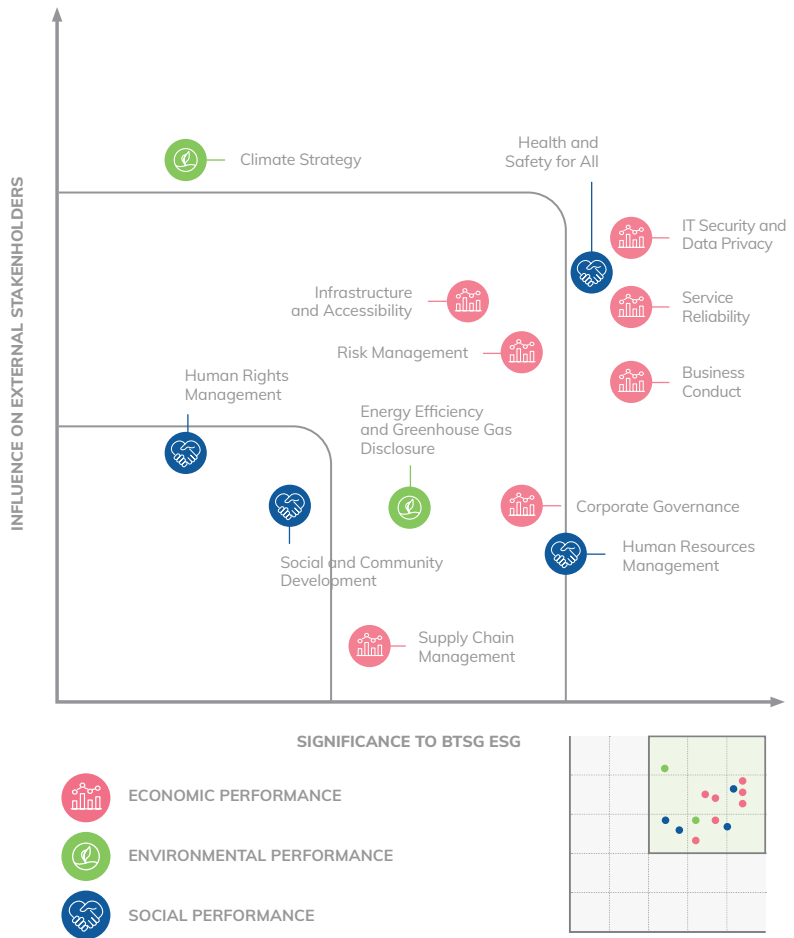 INFLUENCE ON EXTERNAL STAKENHOLDERS
Climate Strategy
Health and
Safety for All
IT Security and
Data Privacy
Infrastructure
and Accessibility
Service
Reliability
Risk Management
Business
Conduct
Human Rights
Management
Energy Efficiency
and Greenhouse Gas
Disclosure
Corporate Governance
Social and Community
Development
Human Resources
Management
Supply Chain
Management
SIGNIFICANCE TO BTSG ESG
ECONOMIC PERFORMANCE
ENVIRONMENTAL PERFORMANCE
SOCIAL PERFORMANCE